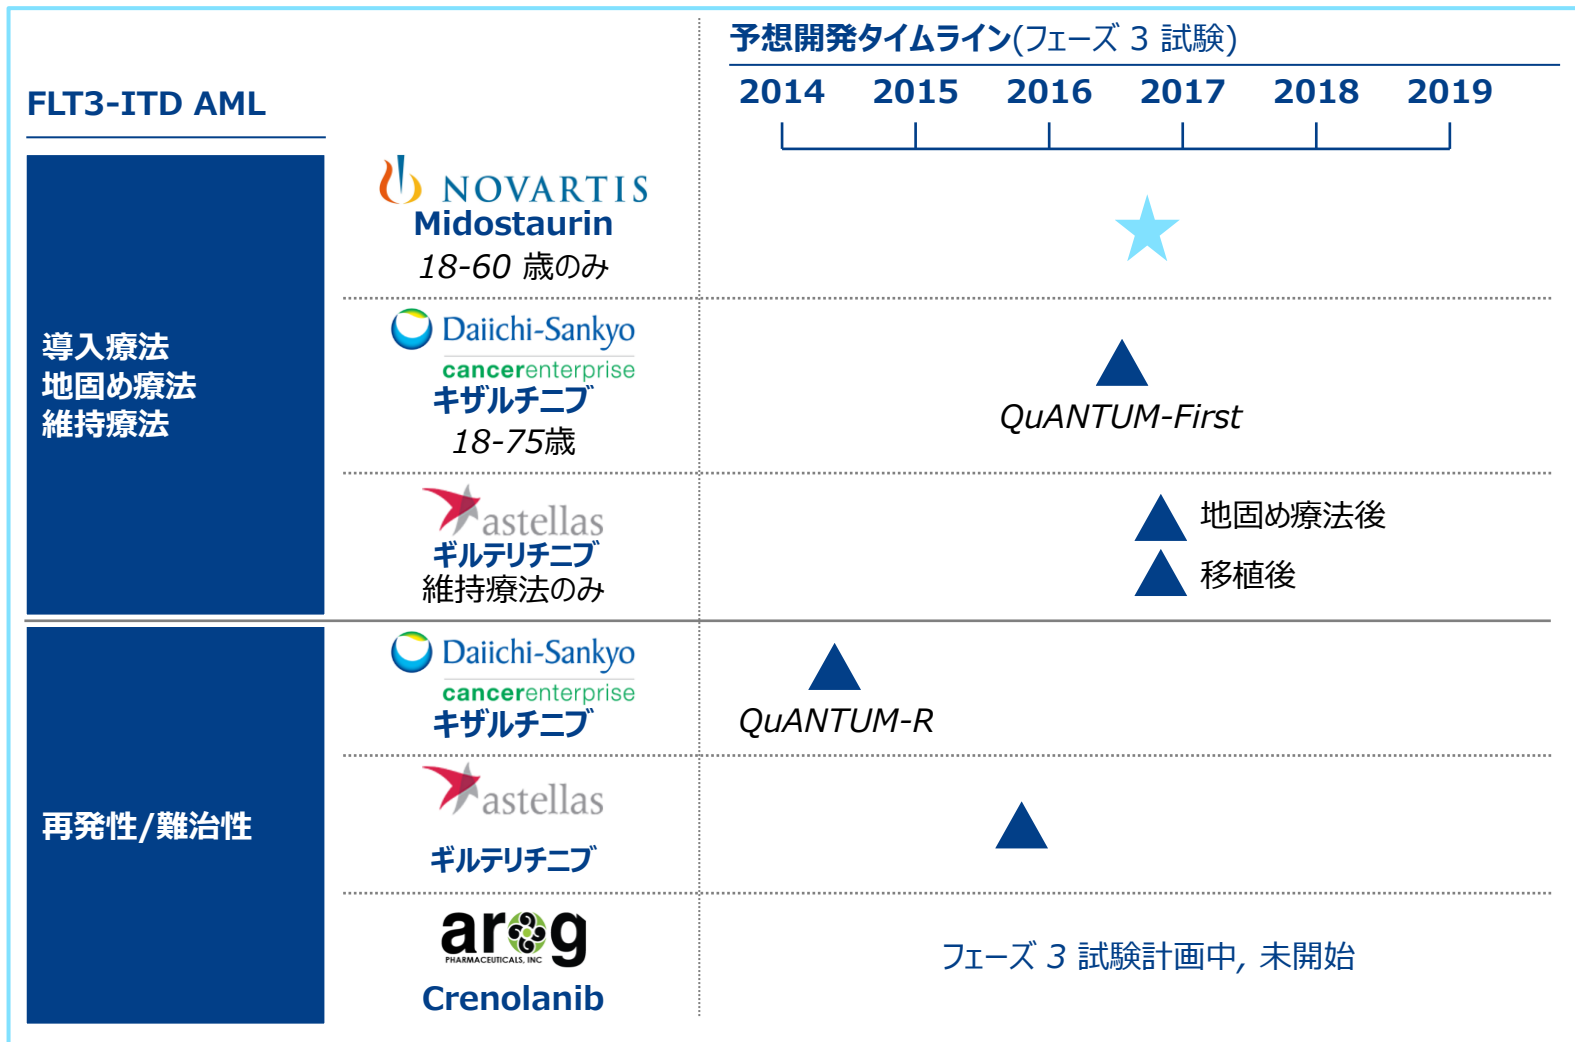 予想開発タイムライン(フェーズ 3 試験)
FLT3-ITD AML
2014 2015 2016 2017 2018 2019
導入療法
地固め療法
維持療法
NOVARTIS
Midostaurin
18-60 歳のみ
Daiichi-Sankyo
cancerenterprise
キザルチニブ
18-75歳
QuANTUM-First
astellas
ギルテリチニブ
維持療法のみ
地固め療法後
移植後
再発性/難治性
Daiichi-Sankyo
cancerenterprise
キザルチニブ
QuANTUM-R
astellas
ギルテリチニブ
arog
PHARMACEUTICALS, INC
Crenolanib
フェーズ 3 試験計画中, 未開始